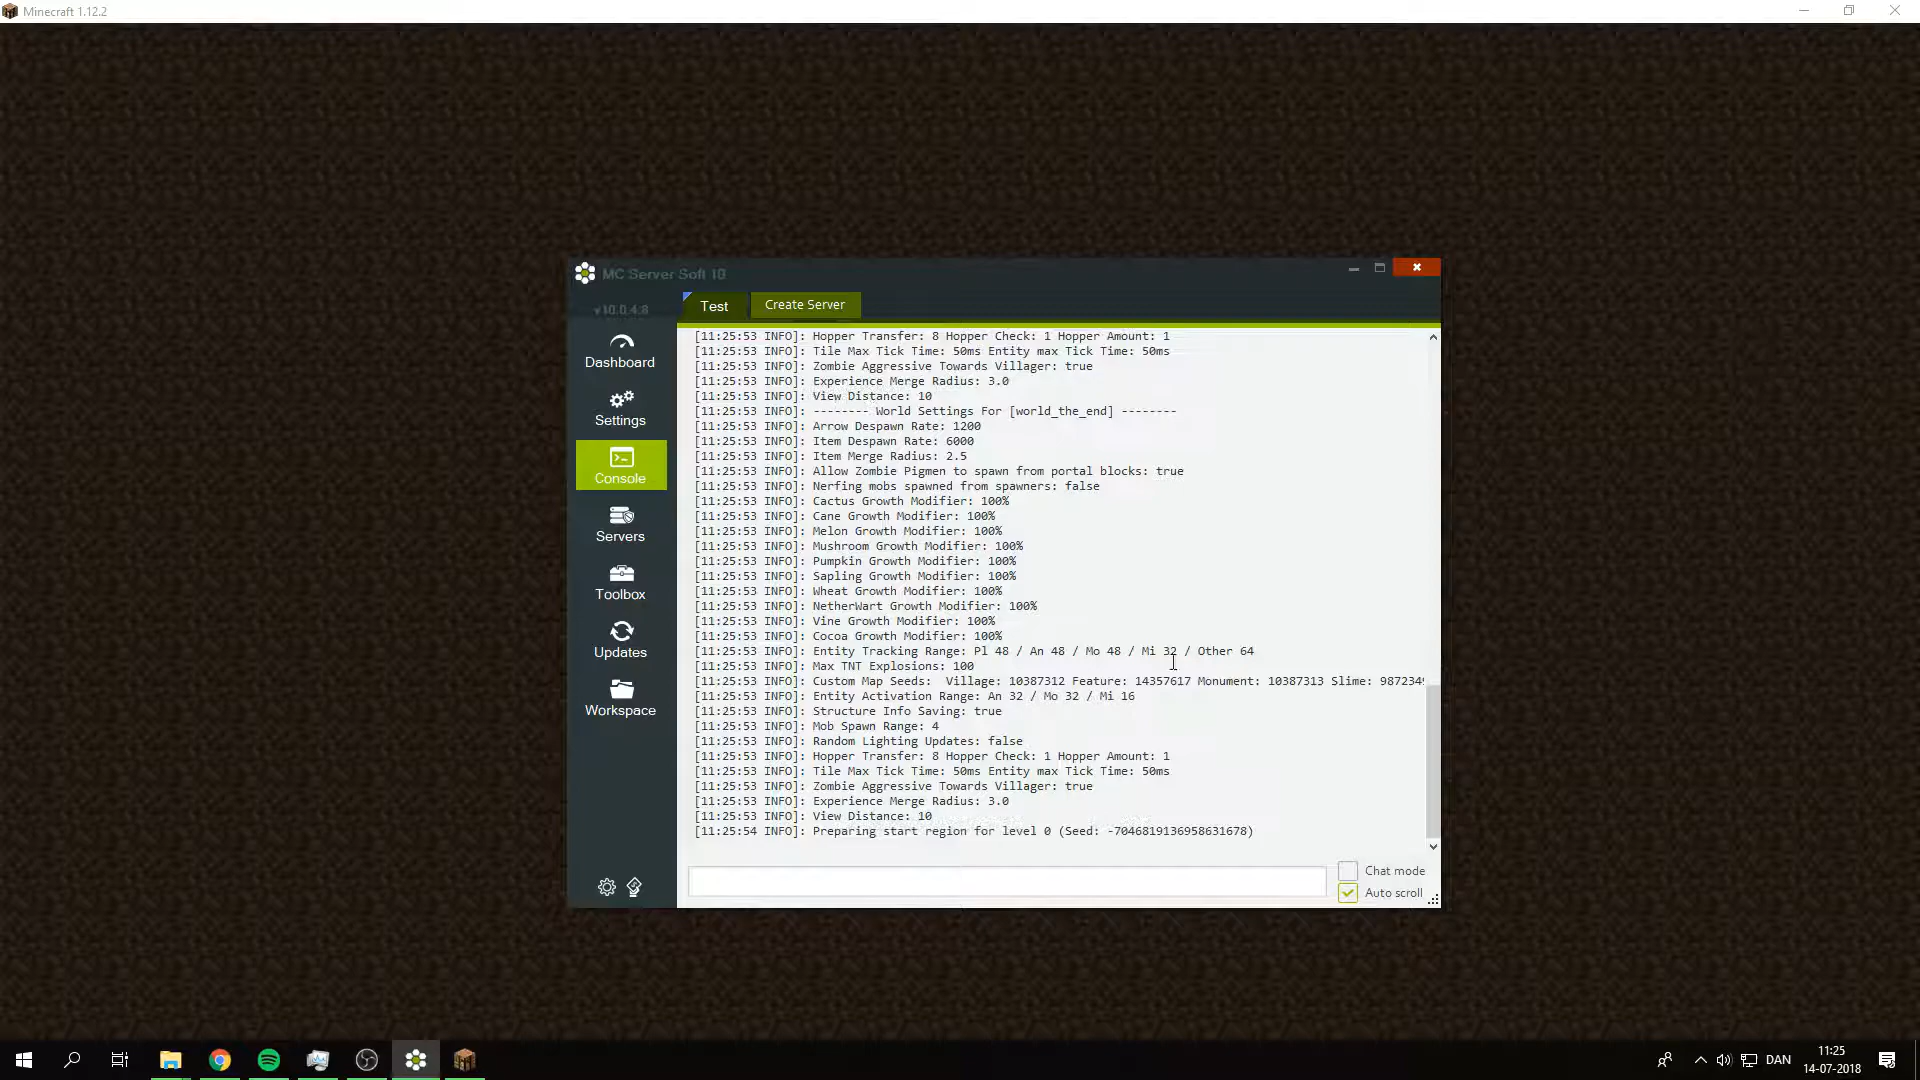 Minecraft 1.12.2
MC Server Soft 10
v10.0.4.8
Test
Create Server
Dashboard
Settings
Console
Servers
Toolbox
Updates
Workspace
[11:25:53 INFO]: Hopper Transfer: 8 Hopper Check: 1 Hopper Amount: 1
[11:25:53 INFO]: Tile Max Tick Time: 50ms Entity max Tick Time: 50ms
[11:25:53 INFO]: Zombie Aggressive Towards Villager: true
[11:25:53 INFO]: Experience Merge Radius: 3.0
[11:25:53 INFO]: View Distance: 10
[11:25:53 INFO]: -------- World Settings For [world_the_end] --------
[11:25:53 INFO]: Arrow Despawn Rate: 1200
[11:25:53 INFO]: Item Despawn Rate: 6000
[11:25:53 INFO]: Item Merge Radius: 2.5
[11:25:53 INFO]: Allow Zombie Pigmen to spawn from portal blocks: true
[11:25:53 INFO]: Nerfing mobs spawned from spawners: false
[11:25:53 INFO]: Cactus Growth Modifier: 100%
[11:25:53 INFO]: Cane Growth Modifier: 100%
[11:25:53 INFO]: Melon Growth Modifier: 100%
[11:25:53 INFO]: Mushroom Growth Modifier: 100%
[11:25:53 INFO]: Pumpkin Growth Modifier: 100%
[11:25:53 INFO]: Sapling Growth Modifier: 100%
[11:25:53 INFO]: Wheat Growth Modifier: 100%
[11:25:53 INFO]: NetherWart Growth Modifier: 100%
[11:25:53 INFO]: Vine Growth Modifier: 100%
[11:25:53 INFO]: Cocoa Growth Modifier: 100%
[11:25:53 INFO]: Entity Tracking Range: Pl 48 / An 48 / Mo 48 / Mi 32 / Other 64
[11:25:53 INFO]: Max TNT Explosions: 100
[11:25:53 INFO]: Custom Map Seeds:  Village: 10387312 Feature: 14357617 Monument: 10387313 Slime: 987234
[11:25:53 INFO]: Entity Activation Range: An 32 / Mo 32 / Mi 16
[11:25:53 INFO]: Structure Info Saving: true
[11:25:53 INFO]: Mob Spawn Range: 4
[11:25:53 INFO]: Random Lighting Updates: false
[11:25:53 INFO]: Hopper Transfer: 8 Hopper Check: 1 Hopper Amount: 1
[11:25:53 INFO]: Tile Max Tick Time: 50ms Entity max Tick Time: 50ms
[11:25:53 INFO]: Zombie Aggressive Towards Villager: true
[11:25:53 INFO]: Experience Merge Radius: 3.0
[11:25:53 INFO]: View Distance: 10
[11:25:54 INFO]: Preparing start region for level 0 (Seed: -7046819136958631678)
Chat mode
Auto scroll
DAN
11:25
14-07-2018